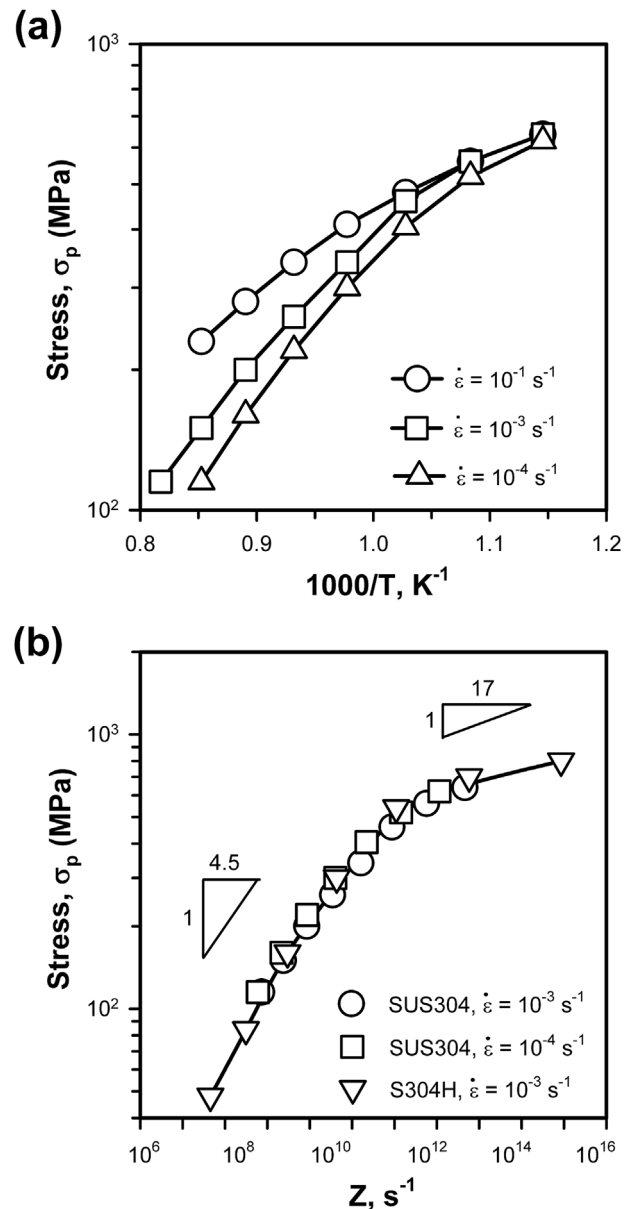 (a)
10³
10²
Stress, σₚ (MPa)
ε̇ = 10⁻¹ s⁻¹
ε̇ = 10⁻³ s⁻¹
ε̇ = 10⁻⁴ s⁻¹
0.8 0.9 1.0 1.1 1.2
1000/T, K⁻¹
(b)
17
1
10³
4.5
1
10²
Stress, σₚ (MPa)
SUS304, ε̇ = 10⁻³ s⁻¹
SUS304, ε̇ = 10⁻⁴ s⁻¹
S304H, ε̇ = 10⁻³ s⁻¹
10⁶ 10⁸ 10¹⁰ 10¹² 10¹⁴ 10¹⁶
Z, s⁻¹